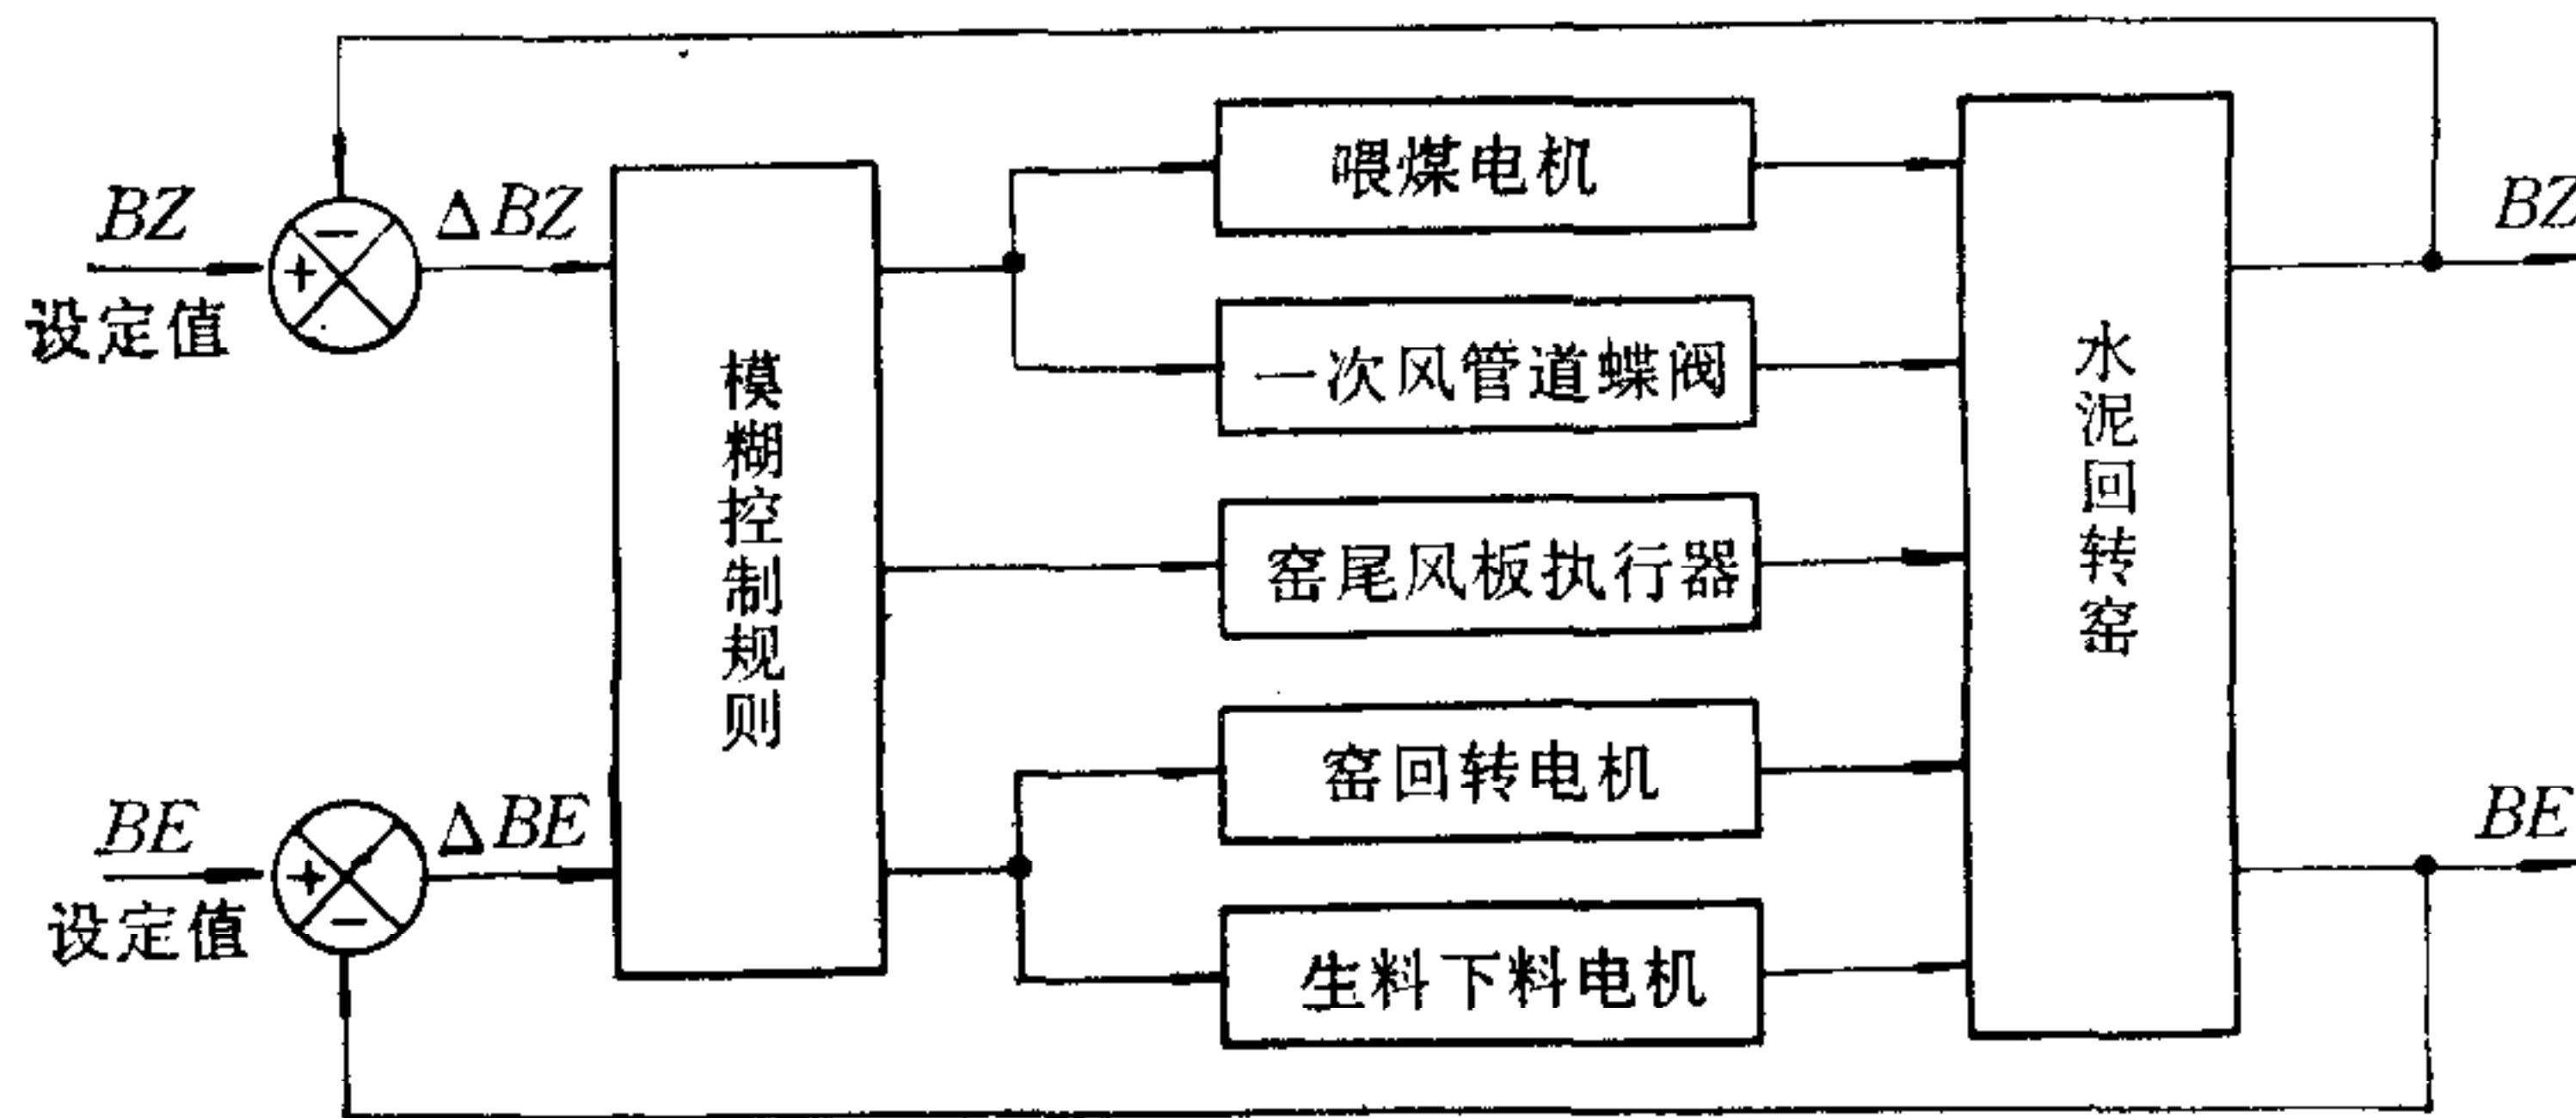 BZ
设定值
−
+
ΔBZ
模糊控制规则
喂煤电机
一次风管道蝶阀
窑尾风板执行器
窑回转电机
生料下料电机
水泥回转窑
BZ
BE
设定值
+
−
ΔBE
BE